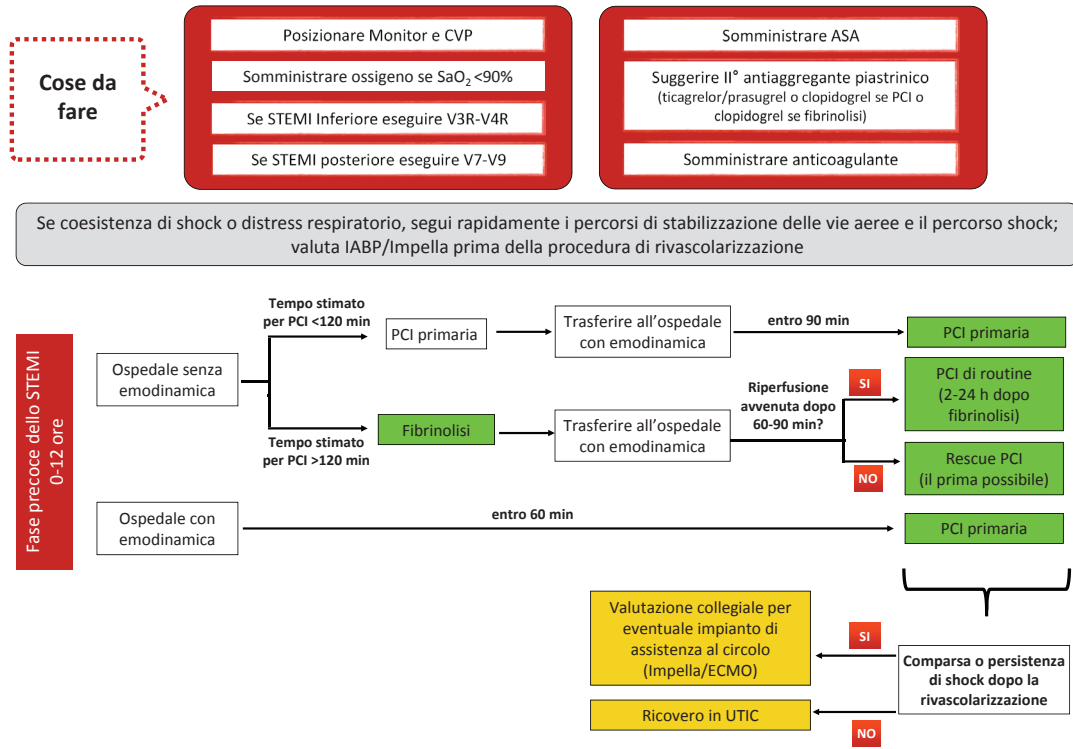 Cose da
fare
Posizionare Monitor e CVP
Somministrare ossigeno se SaO₂ <90%
Se STEMI Inferiore eseguire V3R-V4R
Se STEMI posteriore eseguire V7-V9
Somministrare ASA
Suggerire II° antiaggregante piastrinico
(ticagrelor/prasugrel o clopidogrel se PCI o
clopidogrel se fibrinolisi)
Somministrare anticoagulante
Se coesistenza di shock o distress respiratorio, segui rapidamente i percorsi di stabilizzazione delle vie aeree e il percorso shock;
valuta IABP/Impella prima della procedura di rivascolarizzazione
Fase precoce dello STEMI
0-12 ore
Ospedale senza
emodinamica
Tempo stimato
per PCI <120 min
PCI primaria
Trasferire all'ospedale
con emodinamica
entro 90 min
PCI primaria
Tempo stimato
per PCI >120 min
Fibrinolisi
Trasferire all'ospedale
con emodinamica
Riperfusione
avvenuta dopo
60-90 min?
SI
PCI di routine
(2-24 h dopo
fibrinolisi)
NO
Rescue PCI
(il prima possibile)
Ospedale con
emodinamica
entro 60 min
PCI primaria
Comparsa o persistenza
di shock dopo la
rivascolarizzazione
SI
Valutazione collegiale per
eventuale impianto di
assistenza al circolo
(Impella/ECMO)
NO
Ricovero in UTIC